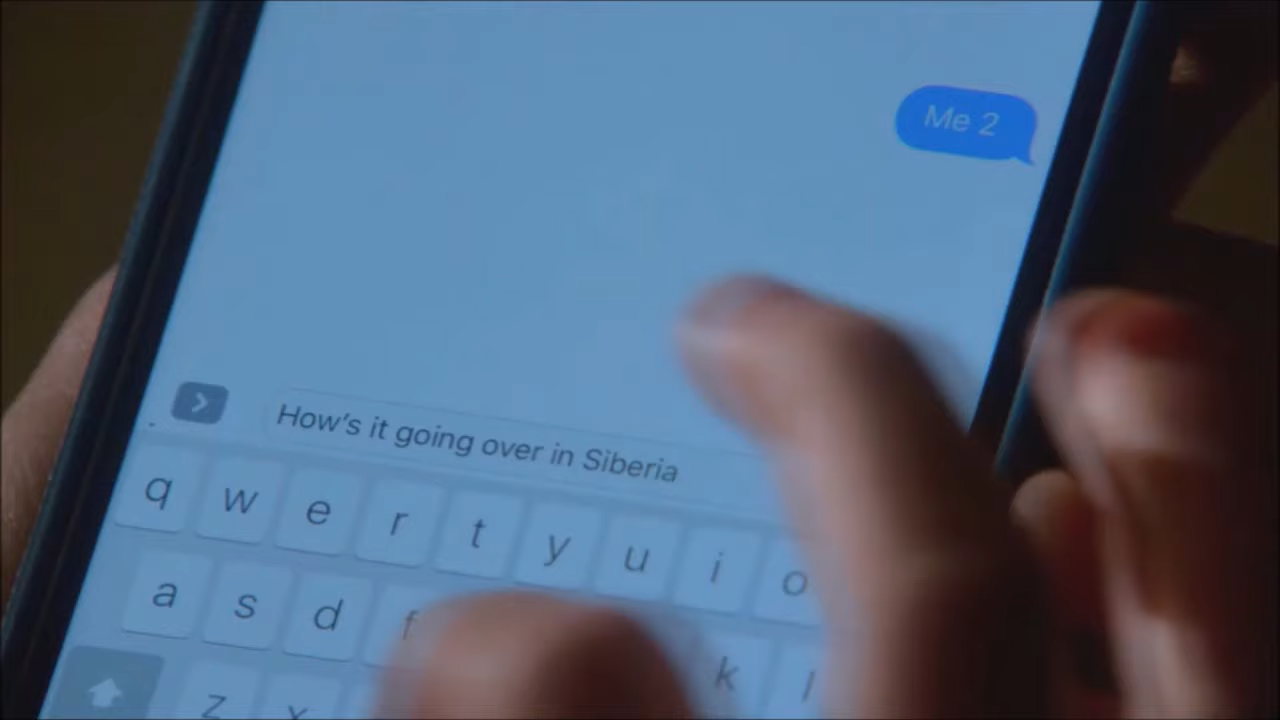 Me 2
How's it going over in Siberia
q w e r t y u i o
a s d f k l
z x